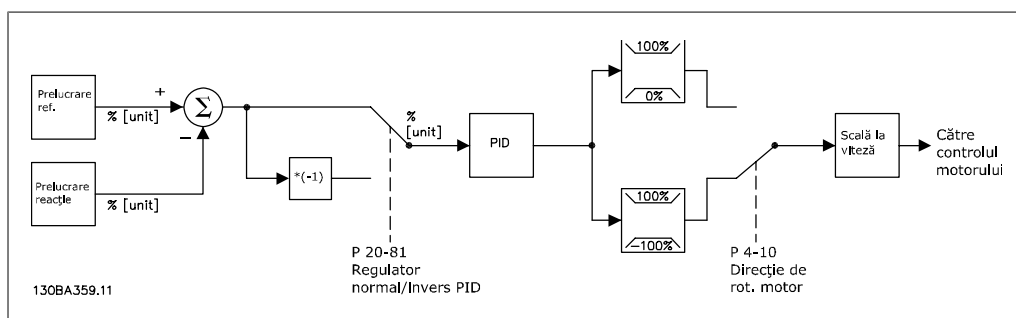 Prelucrare
ref.
+
% [unit]
Σ
−
Prelucrare
reacție
% [unit]
*(-1)
%
[unit]
PID
100%
0%
100%
−100%
Scală la
viteză
Către
controlul
motorului
P 20-81
Regulator
normal/Invers PID
P 4-10
Direcție de
rot. motor
130BA359.11